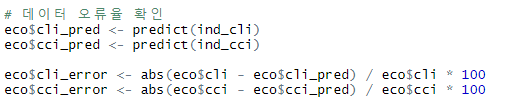 # 데이터 오류율 확인
eco$cli_pred <- predict(ind_cli)
eco$cci_pred <- predict(ind_cci)
eco$cli_error <- abs(eco$cli - eco$cli_pred) / eco$cli * 100
eco$cci_error <- abs(eco$cci - eco$cci_pred) / eco$cci * 100